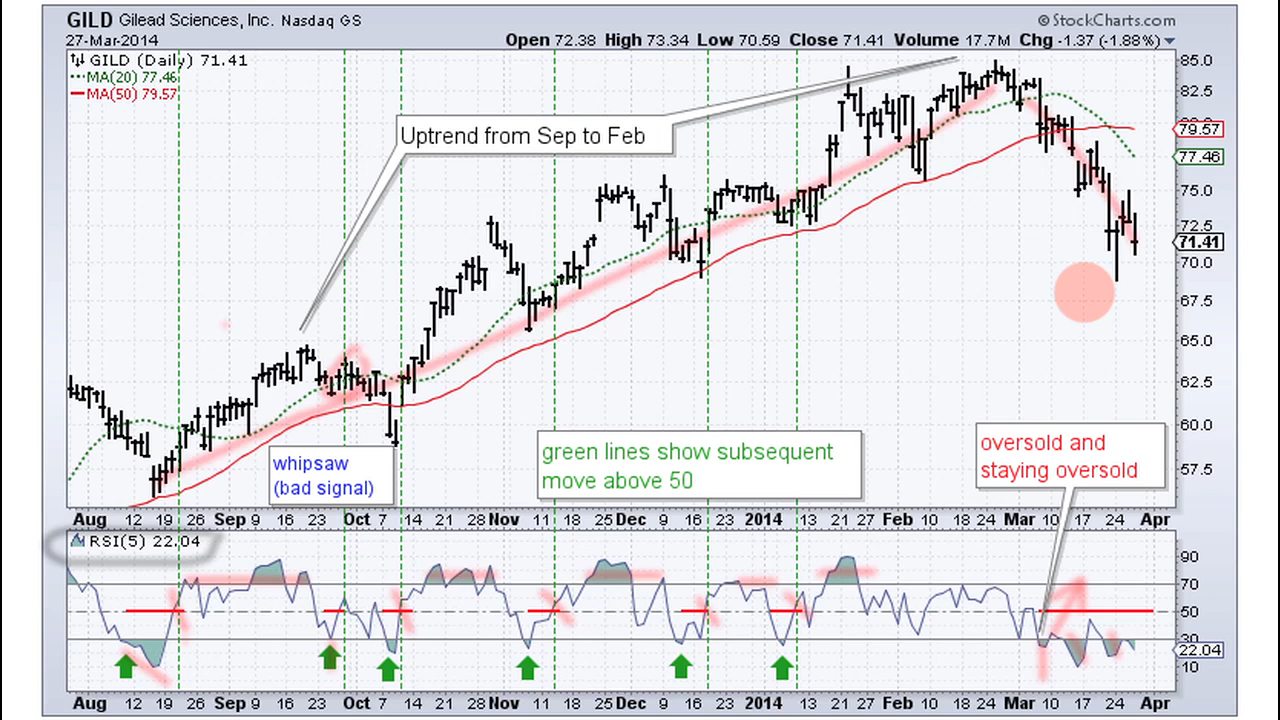 GILD Gilead Sciences, Inc. Nasdaq GS
© StockCharts.com
27-Mar-2014
Open 72.38 High 73.34 Low 70.59 Close 71.41 Volume 17.7M Chg -1.37 (-1.88%)
GILD (Daily) 71.41
MA(20) 77.46
MA(50) 79.57
Uptrend from Sep to Feb
85.0
82.5
79.57
77.46
75.0
72.5
71.41
70.0
67.5
65.0
62.5
60.0
57.5
whipsaw
(bad signal)
green lines show subsequent
move above 50
oversold and
staying oversold
Aug 12 19 26 Sep 9 16 23 Oct 7 14 21 28 Nov 11 18 25 Dec 9 16 23 2014 13 21 27 Feb 10 18 24 Mar 10 17 24 Apr
RSI(5) 22.04
90
70
50
30
22.04
10
Aug 12 19 26 Sep 9 16 23 Oct 7 14 21 28 Nov 11 18 25 Dec 9 16 23 2014 13 21 27 Feb 10 18 24 Mar 10 17 24 Apr